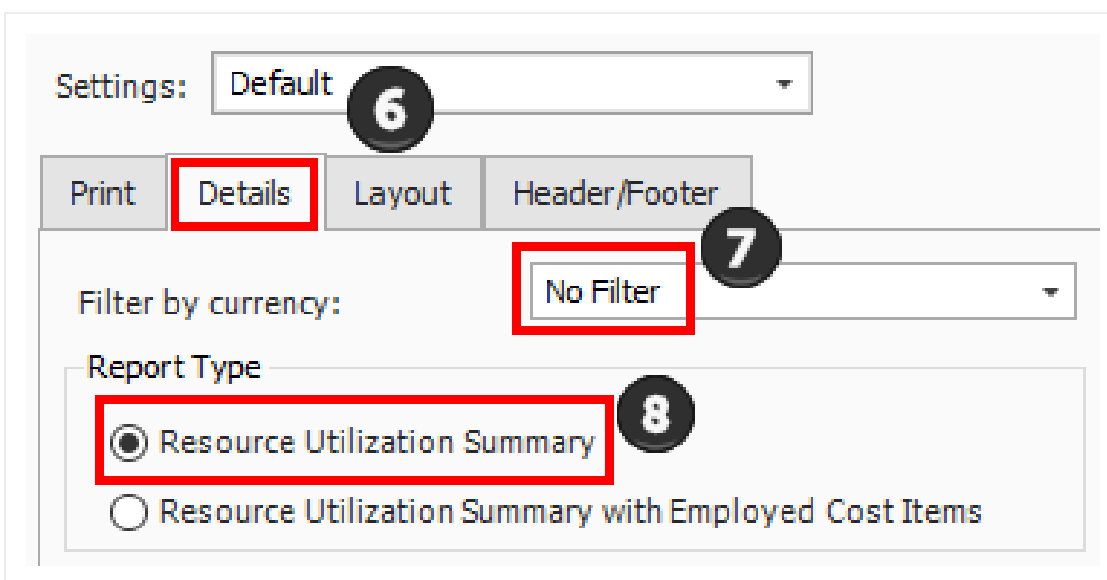 Settings: Default
6
Print Details Layout Header/Footer
7
Filter by currency: No Filter
Report Type
8
Resource Utilization Summary
Resource Utilization Summary with Employed Cost Items